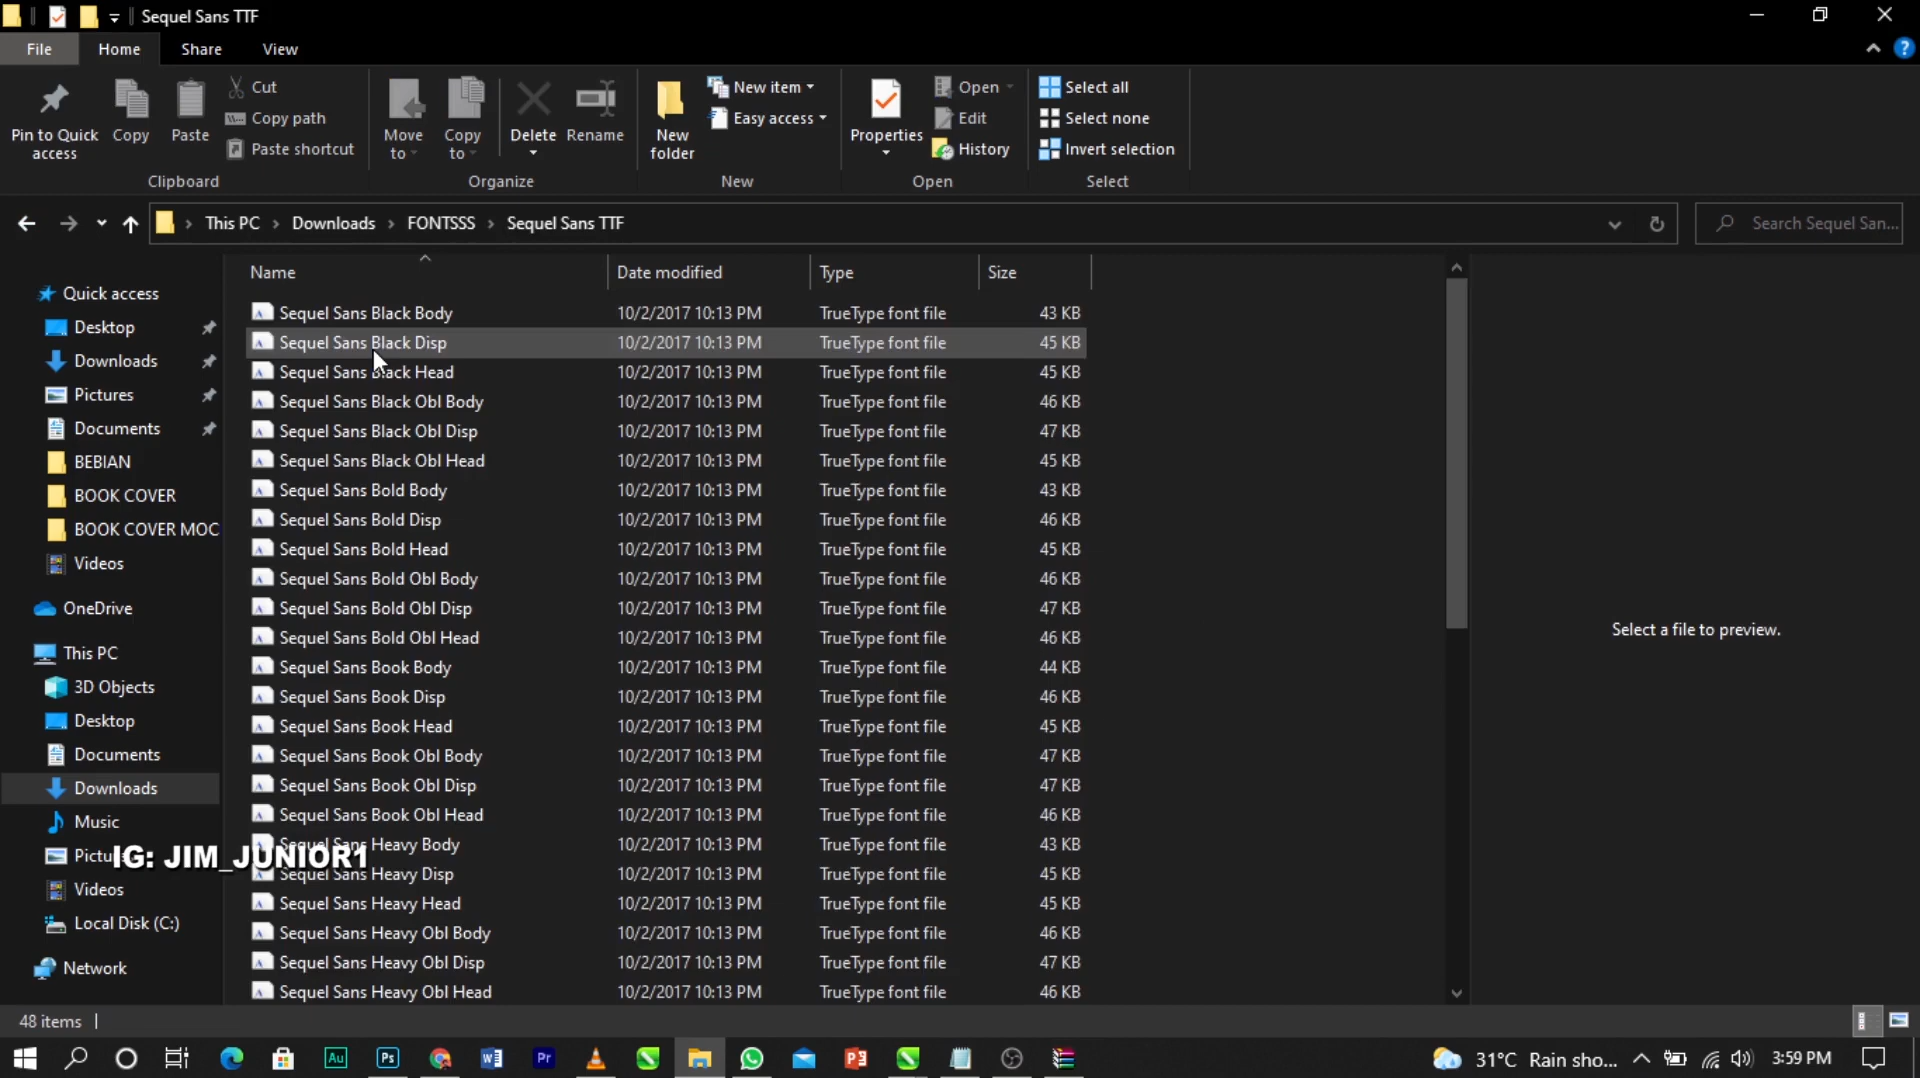 Sequel Sans TTF
File Home Share View
Pin to Quick access
Copy
Paste
Cut
Copy path
Paste shortcut
Clipboard
Move to
Copy to
Delete
Rename
Organize
New folder
New item
Easy access
New
Properties
Open
Edit
History
Open
Select all
Select none
Invert selection
Select
This PC > Downloads > FONTSSS > Sequel Sans TTF
Search Sequel San...
Quick access
Desktop
Downloads
Pictures
Documents
BEBIAN
BOOK COVER
BOOK COVER MOC
Videos
OneDrive
This PC
3D Objects
Desktop
Documents
Downloads
Music
Videos
Local Disk (C:)
Network
IG: JIM_JUNIOR1
Name Date modified Type Size
Sequel Sans Black Body 10/2/2017 10:13 PM TrueType font file 43 KB
Sequel Sans Black Disp 10/2/2017 10:13 PM TrueType font file 45 KB
Sequel Sans Black Head 10/2/2017 10:13 PM TrueType font file 45 KB
Sequel Sans Black Obl Body 10/2/2017 10:13 PM TrueType font file 46 KB
Sequel Sans Black Obl Disp 10/2/2017 10:13 PM TrueType font file 47 KB
Sequel Sans Black Obl Head 10/2/2017 10:13 PM TrueType font file 45 KB
Sequel Sans Bold Body 10/2/2017 10:13 PM TrueType font file 43 KB
Sequel Sans Bold Disp 10/2/2017 10:13 PM TrueType font file 46 KB
Sequel Sans Bold Head 10/2/2017 10:13 PM TrueType font file 45 KB
Sequel Sans Bold Obl Body 10/2/2017 10:13 PM TrueType font file 46 KB
Sequel Sans Bold Obl Disp 10/2/2017 10:13 PM TrueType font file 47 KB
Sequel Sans Bold Obl Head 10/2/2017 10:13 PM TrueType font file 46 KB
Sequel Sans Book Body 10/2/2017 10:13 PM TrueType font file 44 KB
Sequel Sans Book Disp 10/2/2017 10:13 PM TrueType font file 46 KB
Sequel Sans Book Head 10/2/2017 10:13 PM TrueType font file 45 KB
Sequel Sans Book Obl Body 10/2/2017 10:13 PM TrueType font file 47 KB
Sequel Sans Book Obl Disp 10/2/2017 10:13 PM TrueType font file 47 KB
Sequel Sans Book Obl Head 10/2/2017 10:13 PM TrueType font file 46 KB
Sequel Sans Heavy Body 10/2/2017 10:13 PM TrueType font file 43 KB
Sequel Sans Heavy Disp 10/2/2017 10:13 PM TrueType font file 45 KB
Sequel Sans Heavy Head 10/2/2017 10:13 PM TrueType font file 45 KB
Sequel Sans Heavy Obl Body 10/2/2017 10:13 PM TrueType font file 46 KB
Sequel Sans Heavy Obl Disp 10/2/2017 10:13 PM TrueType font file 47 KB
Sequel Sans Heavy Obl Head 10/2/2017 10:13 PM TrueType font file 46 KB
Select a file to preview.
48 items
Au Ps W Pr P
31°C Rain sho... 3:59 PM